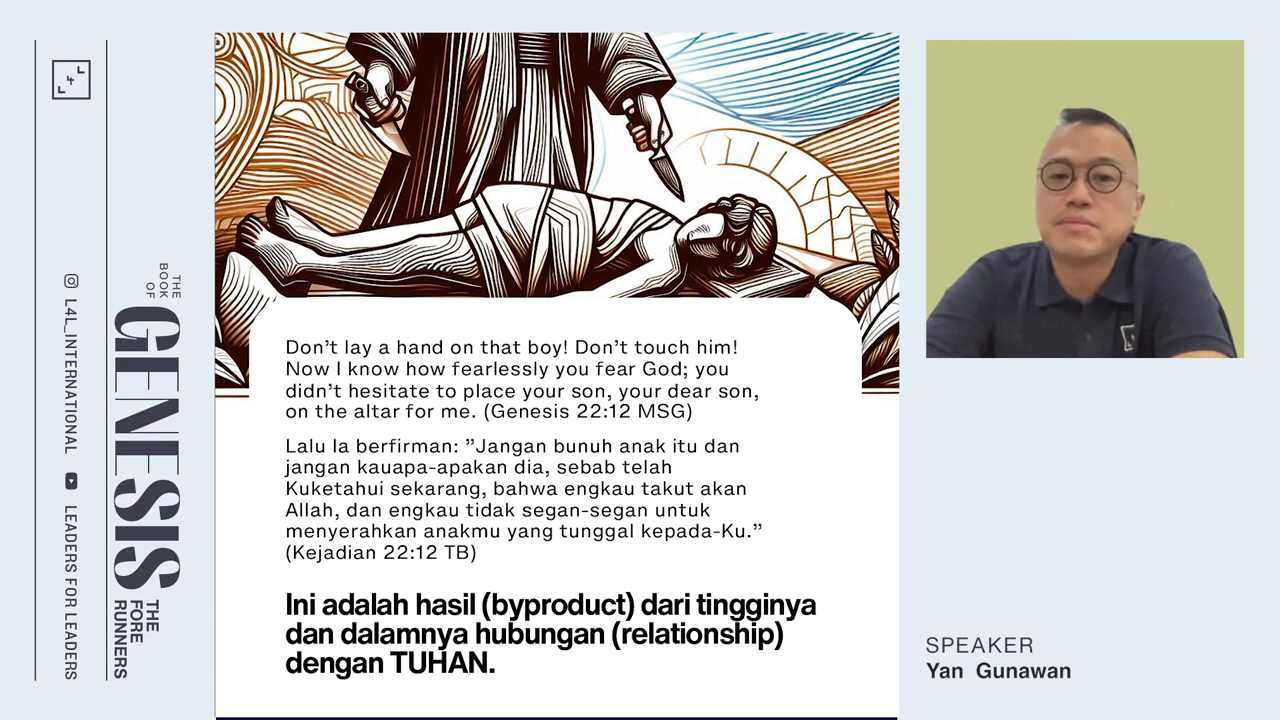 THE
BOOK
OF
GENESIS
THE
FORE
RUNNERS
L4L_INTERNATIONAL
LEADERS FOR LEADERS
Don't lay a hand on that boy! Don't touch him!
Now I know how fearlessly you fear God; you
didn't hesitate to place your son, your dear son,
on the altar for me. (Genesis 22:12 MSG)
Lalu Ia berfirman: "Jangan bunuh anak itu dan
jangan kauapa-apakan dia, sebab telah
Kuketahui sekarang, bahwa engkau takut akan
Allah, dan engkau tidak segan-segan untuk
menyerahkan anakmu yang tunggal kepada-Ku."
(Kejadian 22:12 TB)
Ini adalah hasil (byproduct) dari tingginya
dan dalamnya hubungan (relationship)
dengan TUHAN.
SPEAKER
Yan Gunawan